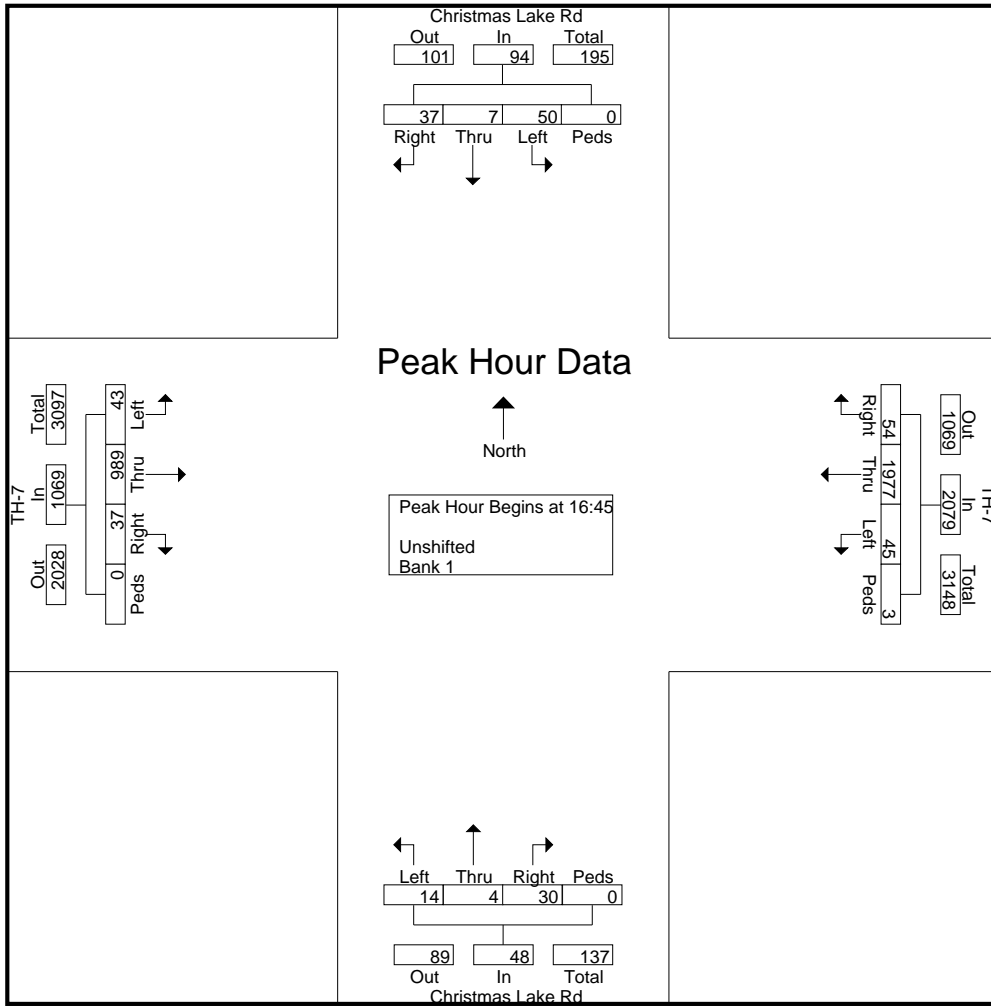 Christmas Lake Rd
Out In Total
101 94 195
37 7 50 0
Right Thru Left Peds
Peak Hour Data
North
Peak Hour Begins at 16:45
Unshifted
Bank 1
TH-7
Total In Out
3097 1069 2028
43 989 37 0
Left Thru Right Peds
TH-7
Out In Total
1069 2079 3148
54 1977 45 3
Right Thru Left Peds
Left Thru Right Peds
14 4 30 0
89 48 137
Out In Total
Christmas Lake Rd